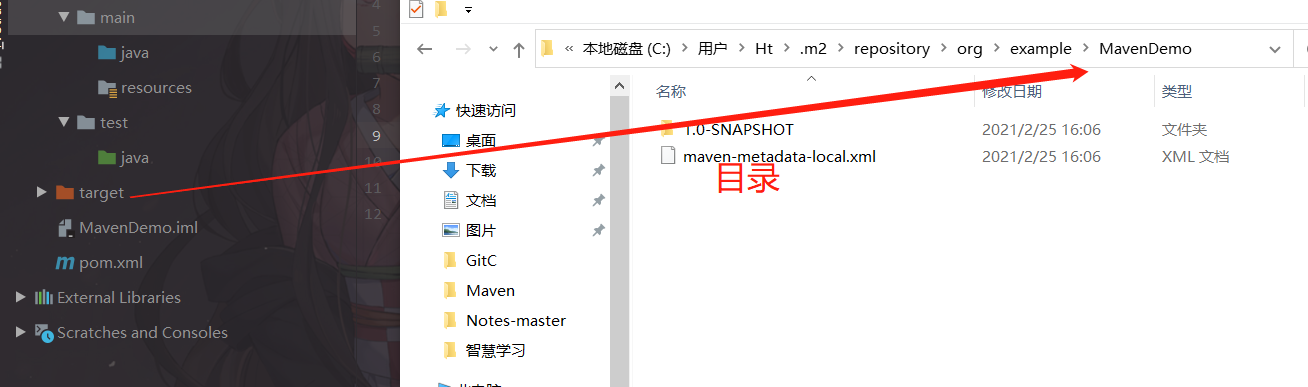 main
java
resources
test
java
target
MavenDemo.iml
pom.xml
External Libraries
Scratches and Consoles
5
6
7
8
9
10
11
12
« 本地磁盘 (C:) > 用户 > Ht > .m2 > repository > org > example > MavenDemo
名称 修改日期 类型
快速访问
桌面
下载
文档
图片
GitC
Maven
Notes-master
智慧学习
1.0-SNAPSHOT 2021/2/25 16:06 文件夹
maven-metadata-local.xml 2021/2/25 16:06 XML 文档
目录